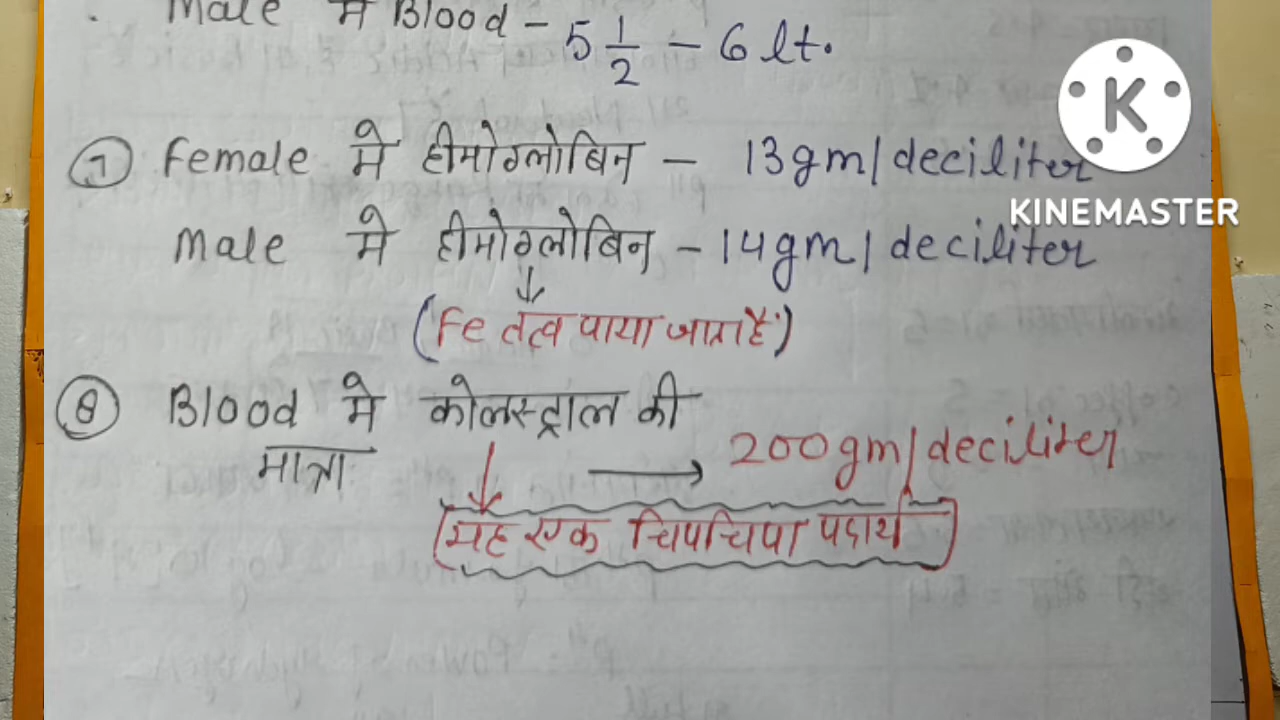 Male में Blood - 5 1/2 - 6 lt.
⑦ Female में हीमोग्लोबिन - 13gm/deciliter
Male में हीमोग्लोबिन - 14gm/deciliter
(Fe तत्व पाया जाता है)
⑧ Blood में कोलस्ट्राल की
मात्रा → 200gm/deciliter
(यह एक चिपचिपा पदार्थ)
K
KINEMASTER